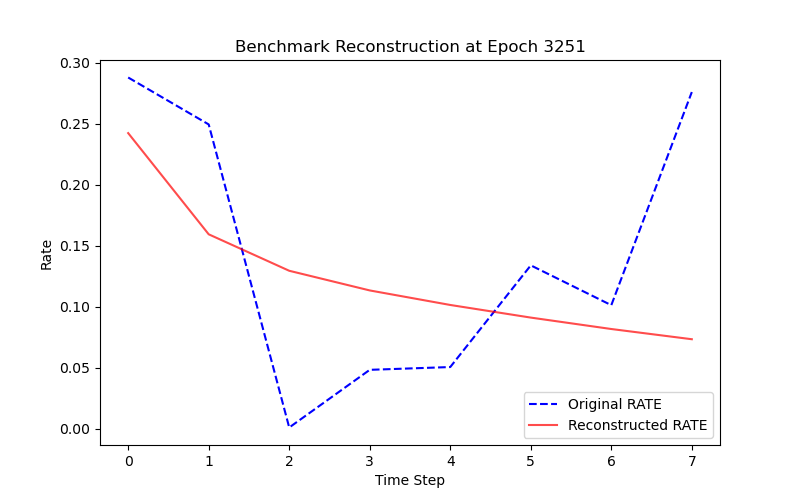 Benchmark Reconstruction at Epoch 3251
0.30
0.25
0.20
0.15
0.10
0.05
0.00
Rate
Original RATE
Reconstructed RATE
0 1 2 3 4 5 6 7
Time Step